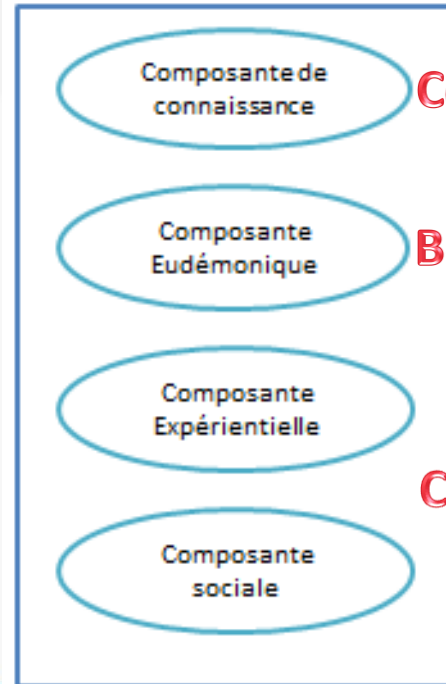 Composante de
connaissance
Composante
Eudémonique
B
Composante
Expérientielle
C
Composante
sociale